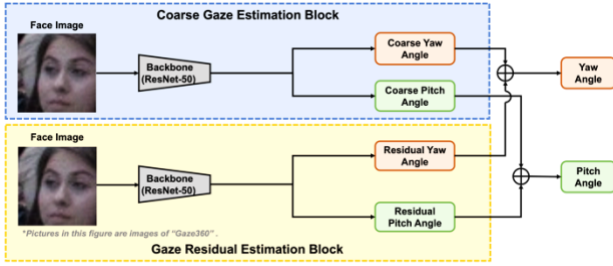 Coarse Gaze Estimation Block
Face Image
Backbone
(ResNet-50)
Coarse Yaw
Angle
Coarse Pitch
Angle
Yaw
Angle
Face Image
Backbone
(ResNet-50)
Residual Yaw
Angle
Residual
Pitch Angle
Pitch
Angle
*Pictures in this figure are images of "Gaze360" .
Gaze Residual Estimation Block